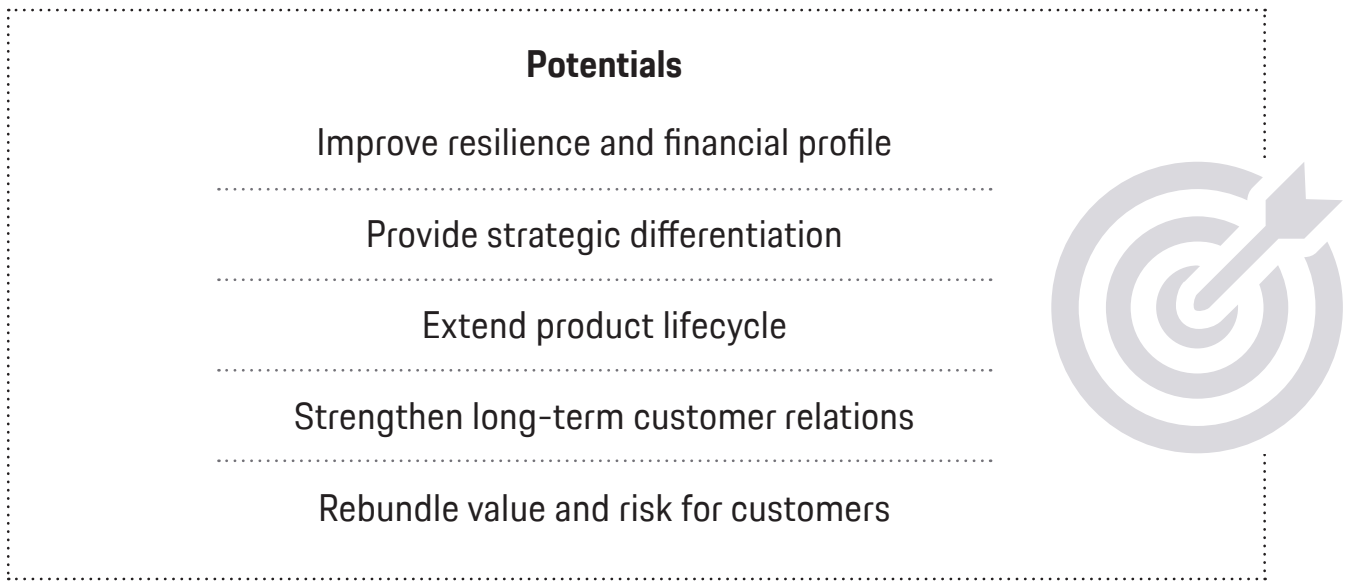 Potentials
Improve resilience and financial profile
Provide strategic differentiation
Extend product lifecycle
Strengthen long-term customer relations
Rebundle value and risk for customers